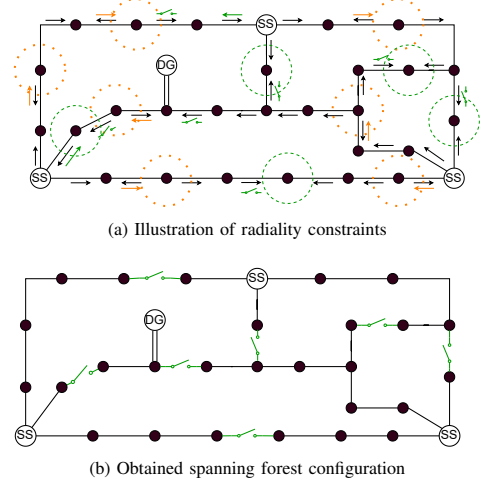 SS
DG
SS
SS
(a) Illustration of radiality constraints
SS
DG
SS
SS
(b) Obtained spanning forest configuration